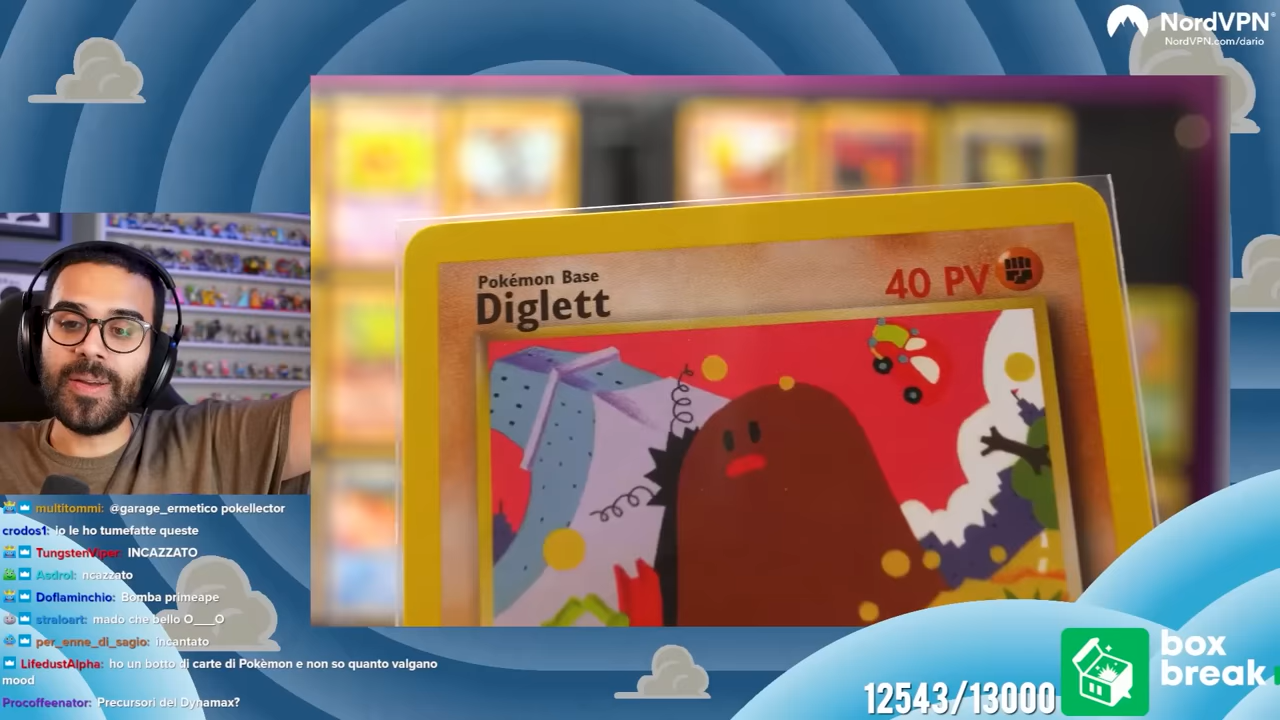 NordVPN®
NordVPN.com/dario
Pokémon Base
Diglett
40 PV
multitommi: @garage_ermetico pokellector
crodos1: io le ho tumefatte queste
TungstenViper: INCAZZATO
Asdrol: ncazzato
Doflaminchio: Bomba primeape
straloart: mado che bello O____O
per_enne_di_sagio: incantato
LifedustAlpha: ho un botto di carte di Pokèmon e non so quanto valgano
mood
Procoffeenator: Precursori del Dynamax?
12543/13000
box
break